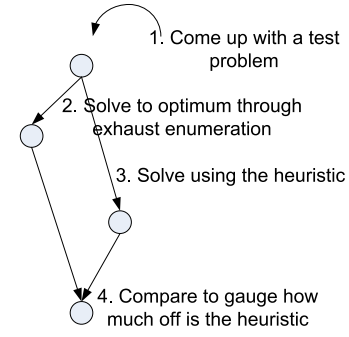 1. Come up with a test
problem
2. Solve to optimum through
exhaust enumeration
3. Solve using the heuristic
4. Compare to gauge how
much off is the heuristic